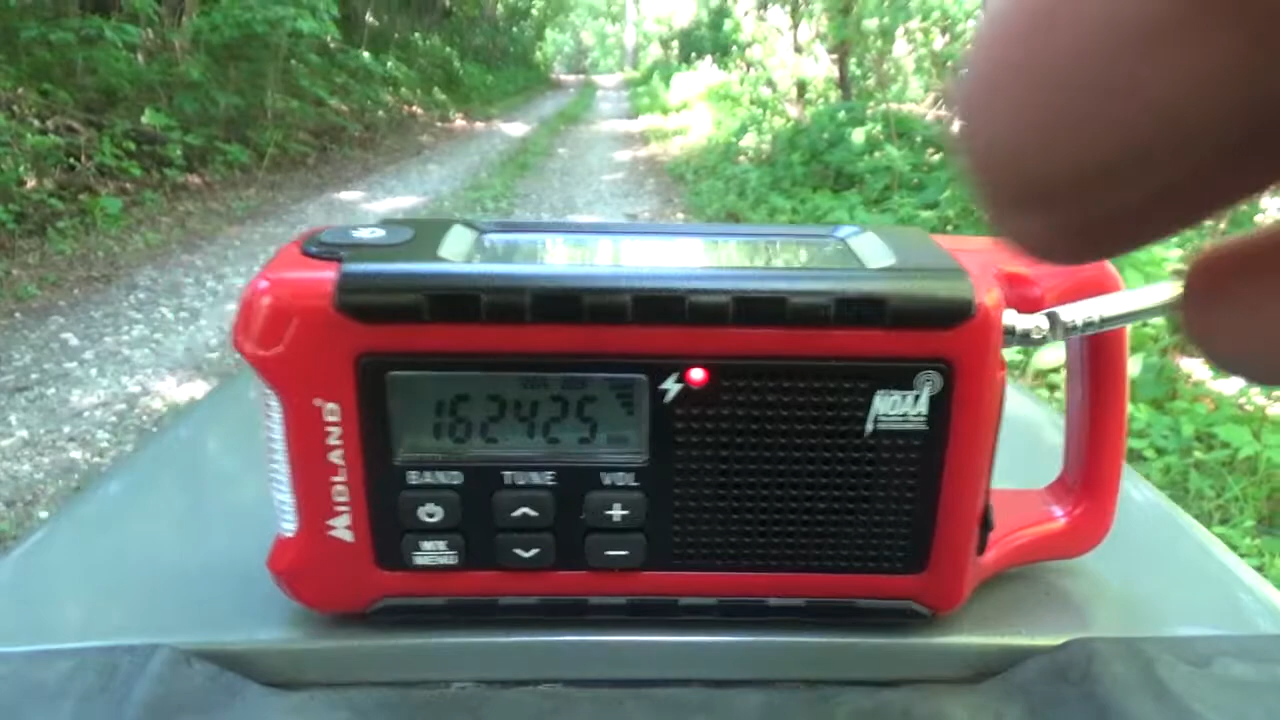 162425
MIDLAND
NOAA
BAND TUNE VOL
WX
MENU